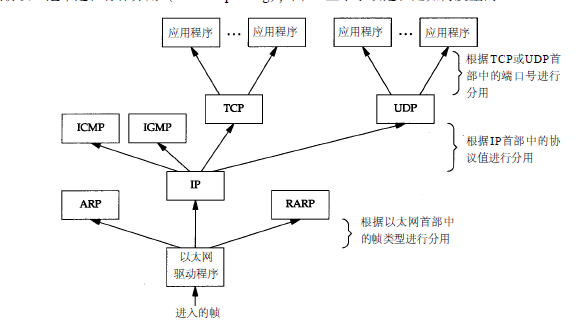 应用程序 … 应用程序 应用程序 … 应用程序
根据TCP或UDP首
部中的端口号进行
分用
TCP UDP
ICMP IGMP
根据IP首部中的协
议值进行分用
IP
ARP RARP
根据以太网首部中
的帧类型进行分用
以太网
驱动程序
进入的帧